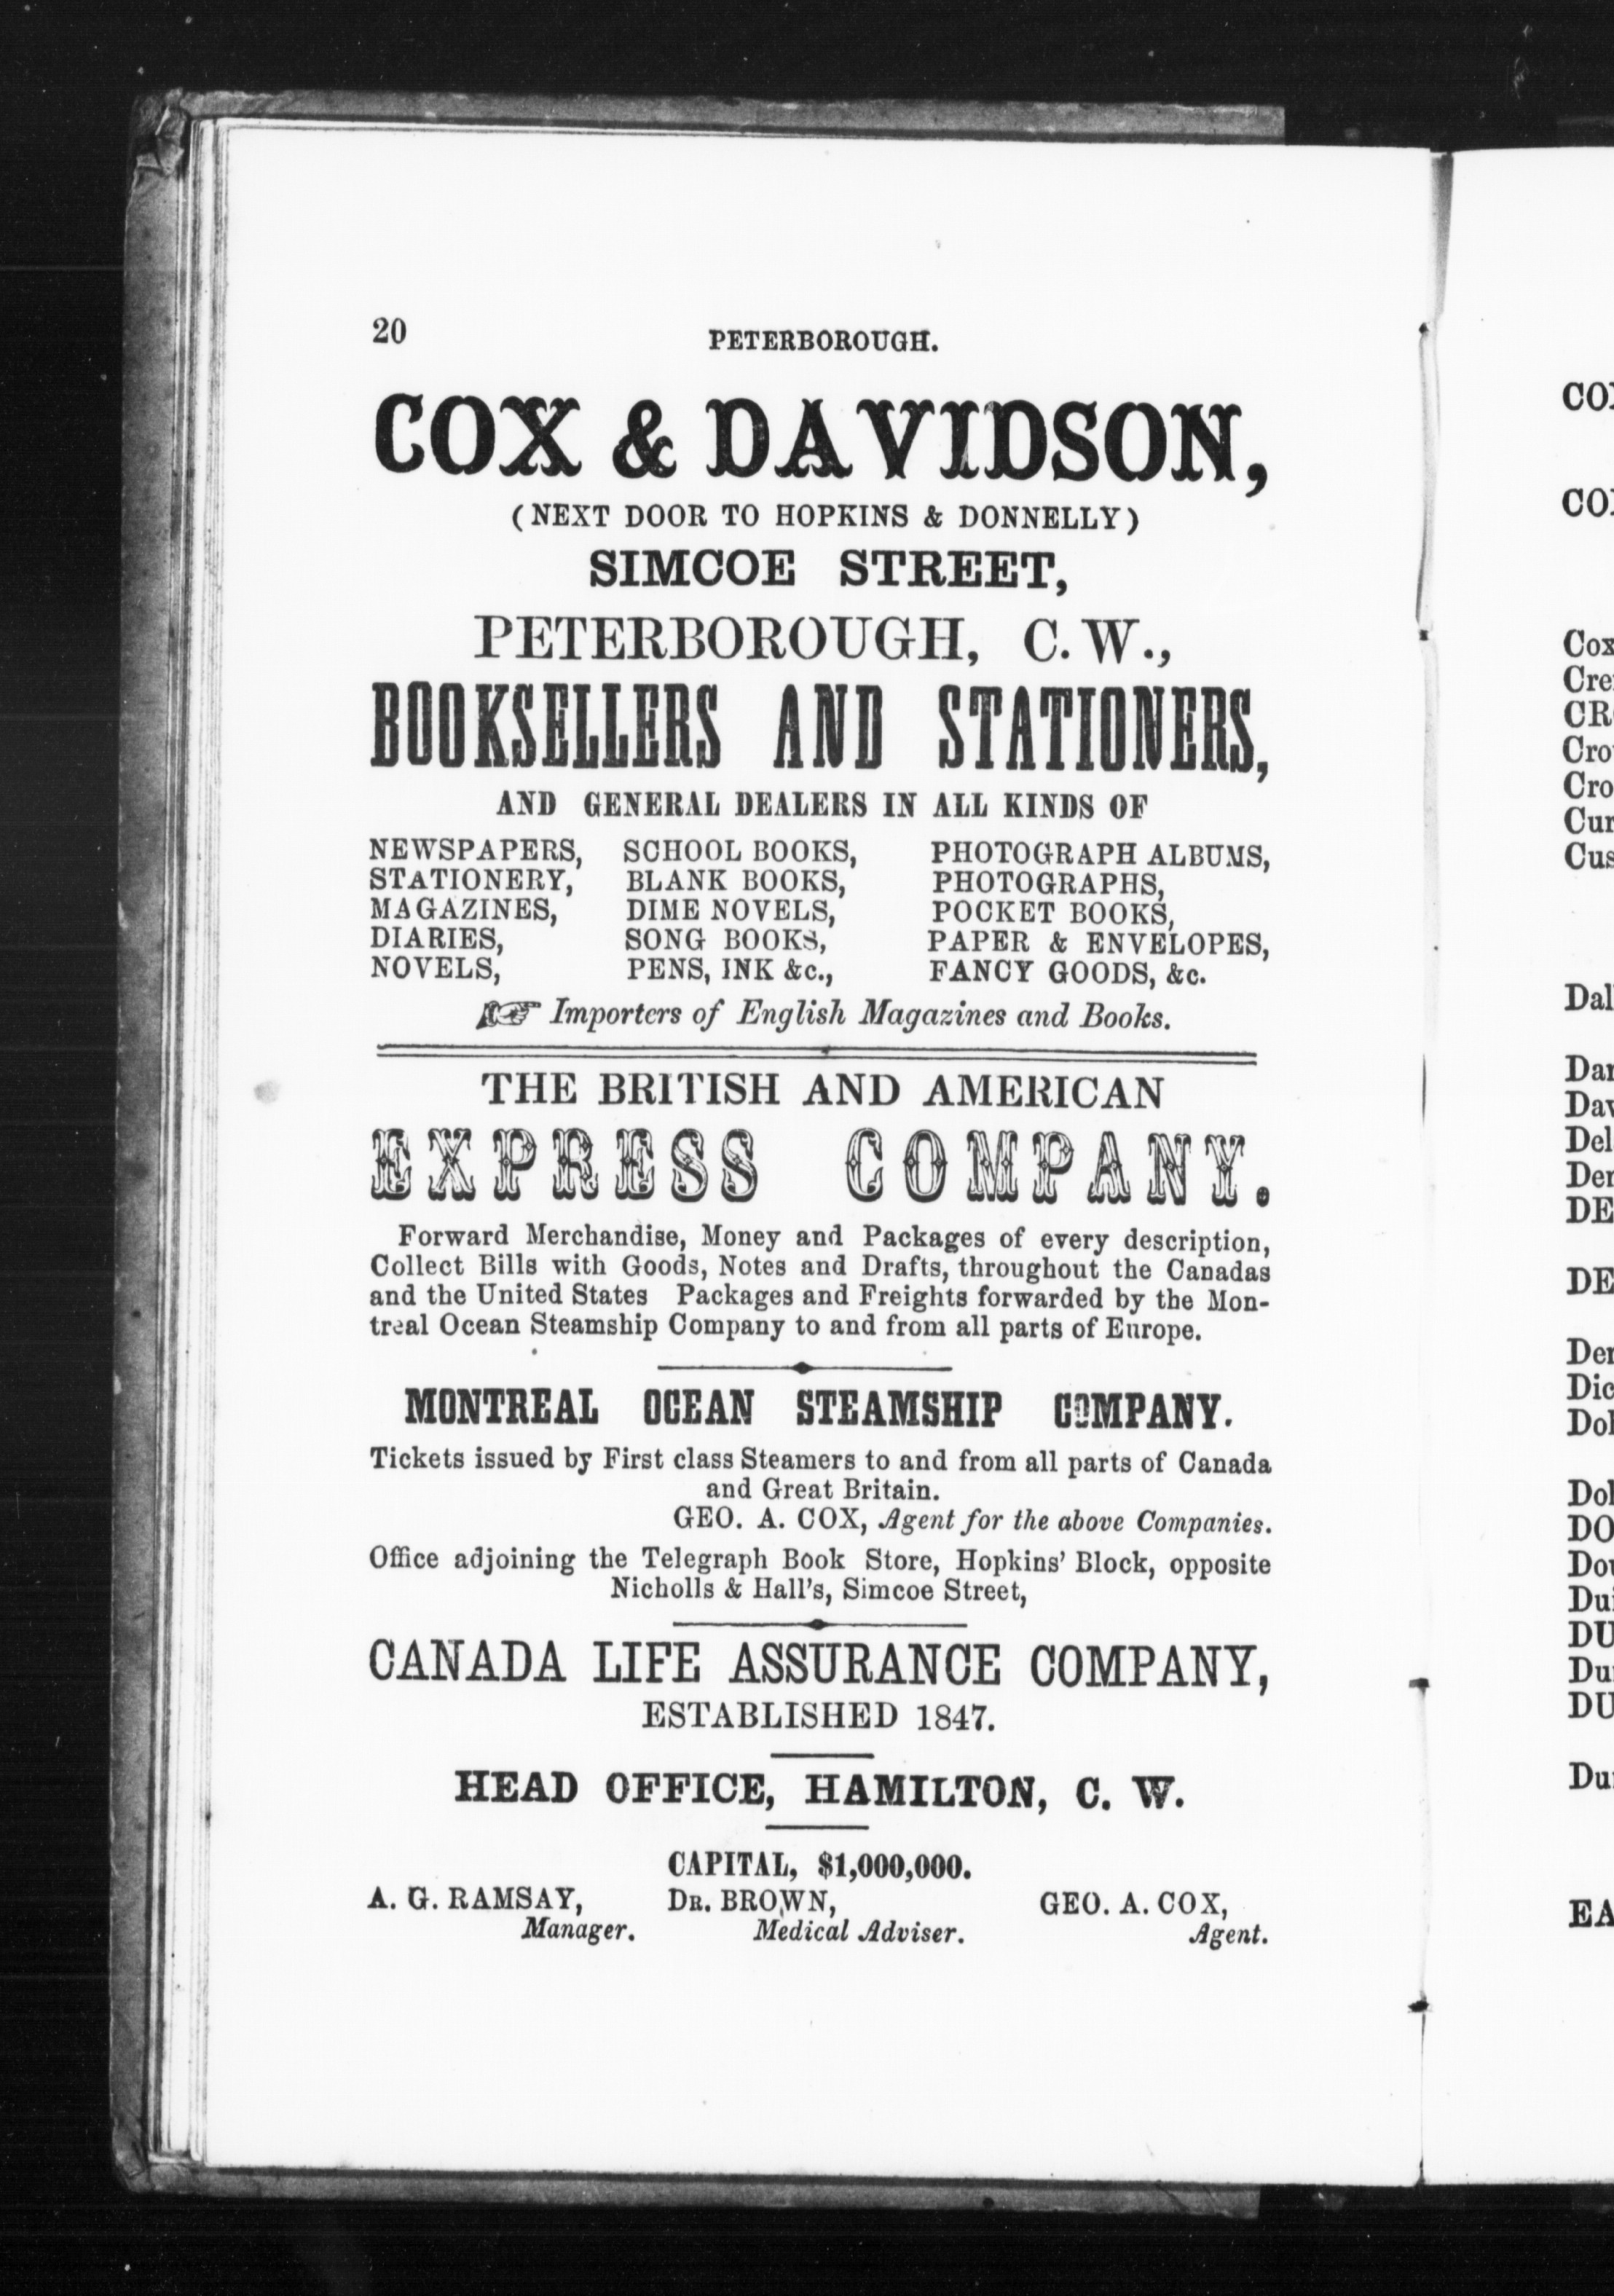 20
PETERBOROUGH.
COX & DAVIDSON,
(NEXT DOOR TO HOPKINS & DONNELLY)
SIMCOE STREET,
PETERBOROUGH, C. W.,
BOOKSELLERS AND STATIONERS,
AND GENERAL DEALERS IN ALL KINDS OF
NEWSPAPERS, SCHOOL BOOKS, PHOTOGRAPH ALBUMS,
STATIONERY, BLANK BOOKS, PHOTOGRAPHS,
MAGAZINES, DIME NOVELS, POCKET BOOKS,
DIARIES, SONG BOOKS, PAPER & ENVELOPES,
NOVELS, PENS, INK &c., FANCY GOODS, &c.
☞ Importers of English Magazines and Books.
THE BRITISH AND AMERICAN
EXPRESS COMPANY.
Forward Merchandise, Money and Packages of every description,
Collect Bills with Goods, Notes and Drafts, throughout the Canadas
and the United States Packages and Freights forwarded by the Mon-
treal Ocean Steamship Company to and from all parts of Europe.
MONTREAL OCEAN STEAMSHIP COMPANY.
Tickets issued by First class Steamers to and from all parts of Canada
and Great Britain.
GEO. A. COX, Agent for the above Companies.
Office adjoining the Telegraph Book Store, Hopkins' Block, opposite
Nicholls & Hall's, Simcoe Street,
CANADA LIFE ASSURANCE COMPANY,
ESTABLISHED 1847.
HEAD OFFICE, HAMILTON, C. W.
CAPITAL, $1,000,000.
A. G. RAMSAY, DR. BROWN, GEO. A. COX,
Manager. Medical Adviser. Agent.